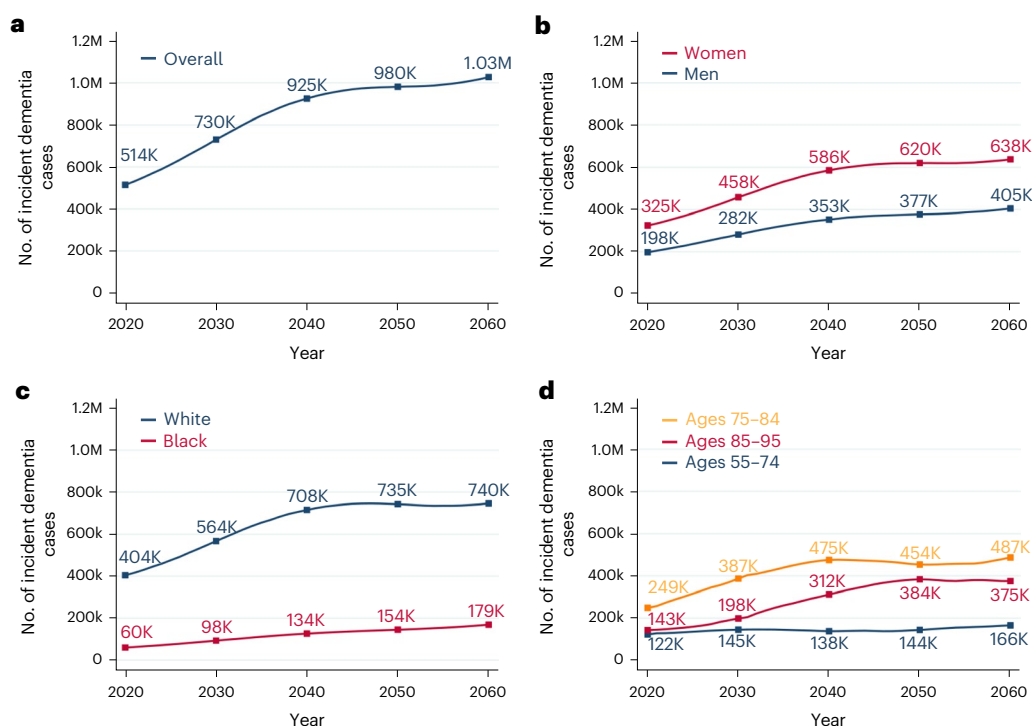 a
1.2M
1.0M
800k
600k
400k
200k
0
No. of incident dementia
cases
Overall
514K
730K
925K
980K
1.03M
2020 2030 2040 2050 2060
Year
b
1.2M
1.0M
800k
600k
400k
200k
0
No. of incident dementia
cases
Women
Men
325K
458K
586K
620K
638K
198K
282K
353K
377K
405K
2020 2030 2040 2050 2060
Year
c
1.2M
1.0M
800k
600k
400k
200k
0
No. of incident dementia
cases
White
Black
404K
564K
708K
735K
740K
60K
98K
134K
154K
179K
2020 2030 2040 2050 2060
Year
d
1.2M
1.0M
800k
600k
400k
200k
0
No. of incident dementia
cases
Ages 75–84
Ages 85–95
Ages 55–74
249K
387K
475K
454K
487K
143K
198K
312K
384K
375K
122K
145K
138K
144K
166K
2020 2030 2040 2050 2060
Year